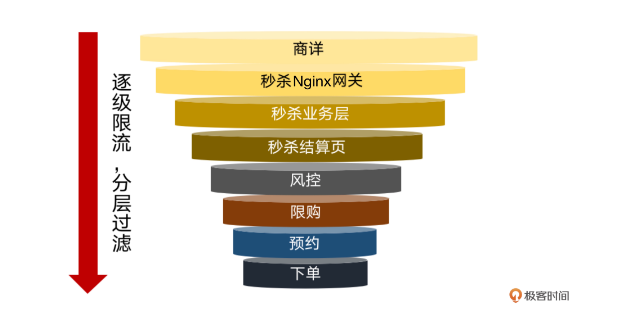 商详
秒杀Nginx网关
秒杀业务层
秒杀结算页
风控
限购
预约
下单
逐级限流,分层过滤
极客时间